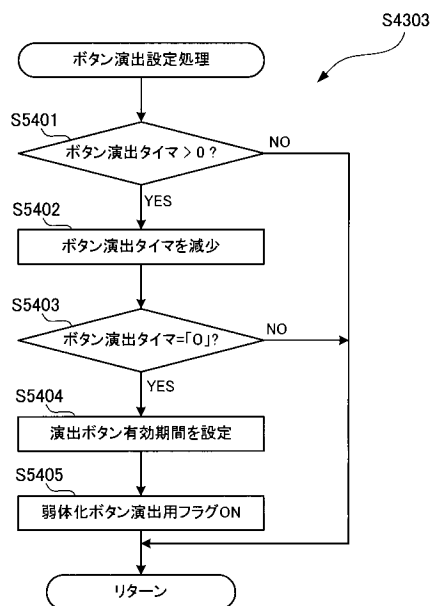 S4303
ボタン演出設定処理
S5401
ボタン演出タイマ > 0 ?
NO
YES
S5402
ボタン演出タイマを減少
S5403
ボタン演出タイマ=「0」?
NO
YES
S5404
演出ボタン有効期間を設定
S5405
弱体化ボタン演出用フラグON
リターン